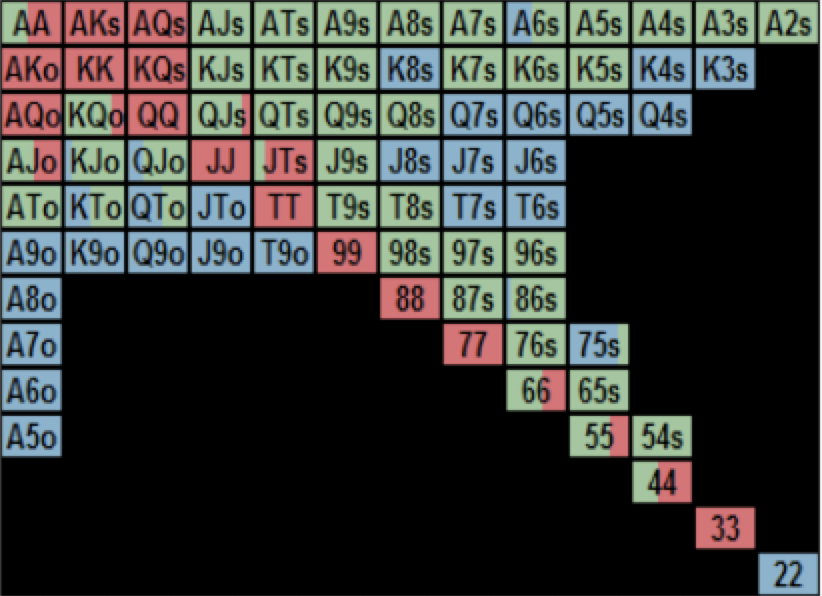 AA AKs AQs AJs ATs A9s A8s A7s A6s A5s A4s A3s A2s
AKo KK KQs KJs KTs K9s K8s K7s K6s K5s K4s K3s
AQo KQo QQ QJs QTs Q9s Q8s Q7s Q6s Q5s Q4s
AJo KJo QJo JJ JTs J9s J8s J7s J6s
ATo KTo QTo JTo TT T9s T8s T7s T6s
A9o K9o Q9o J9o T9o 99 98s 97s 96s
A8o 88 87s 86s
A7o 77 76s 75s
A6o 66 65s
A5o 55 54s
44
33
22